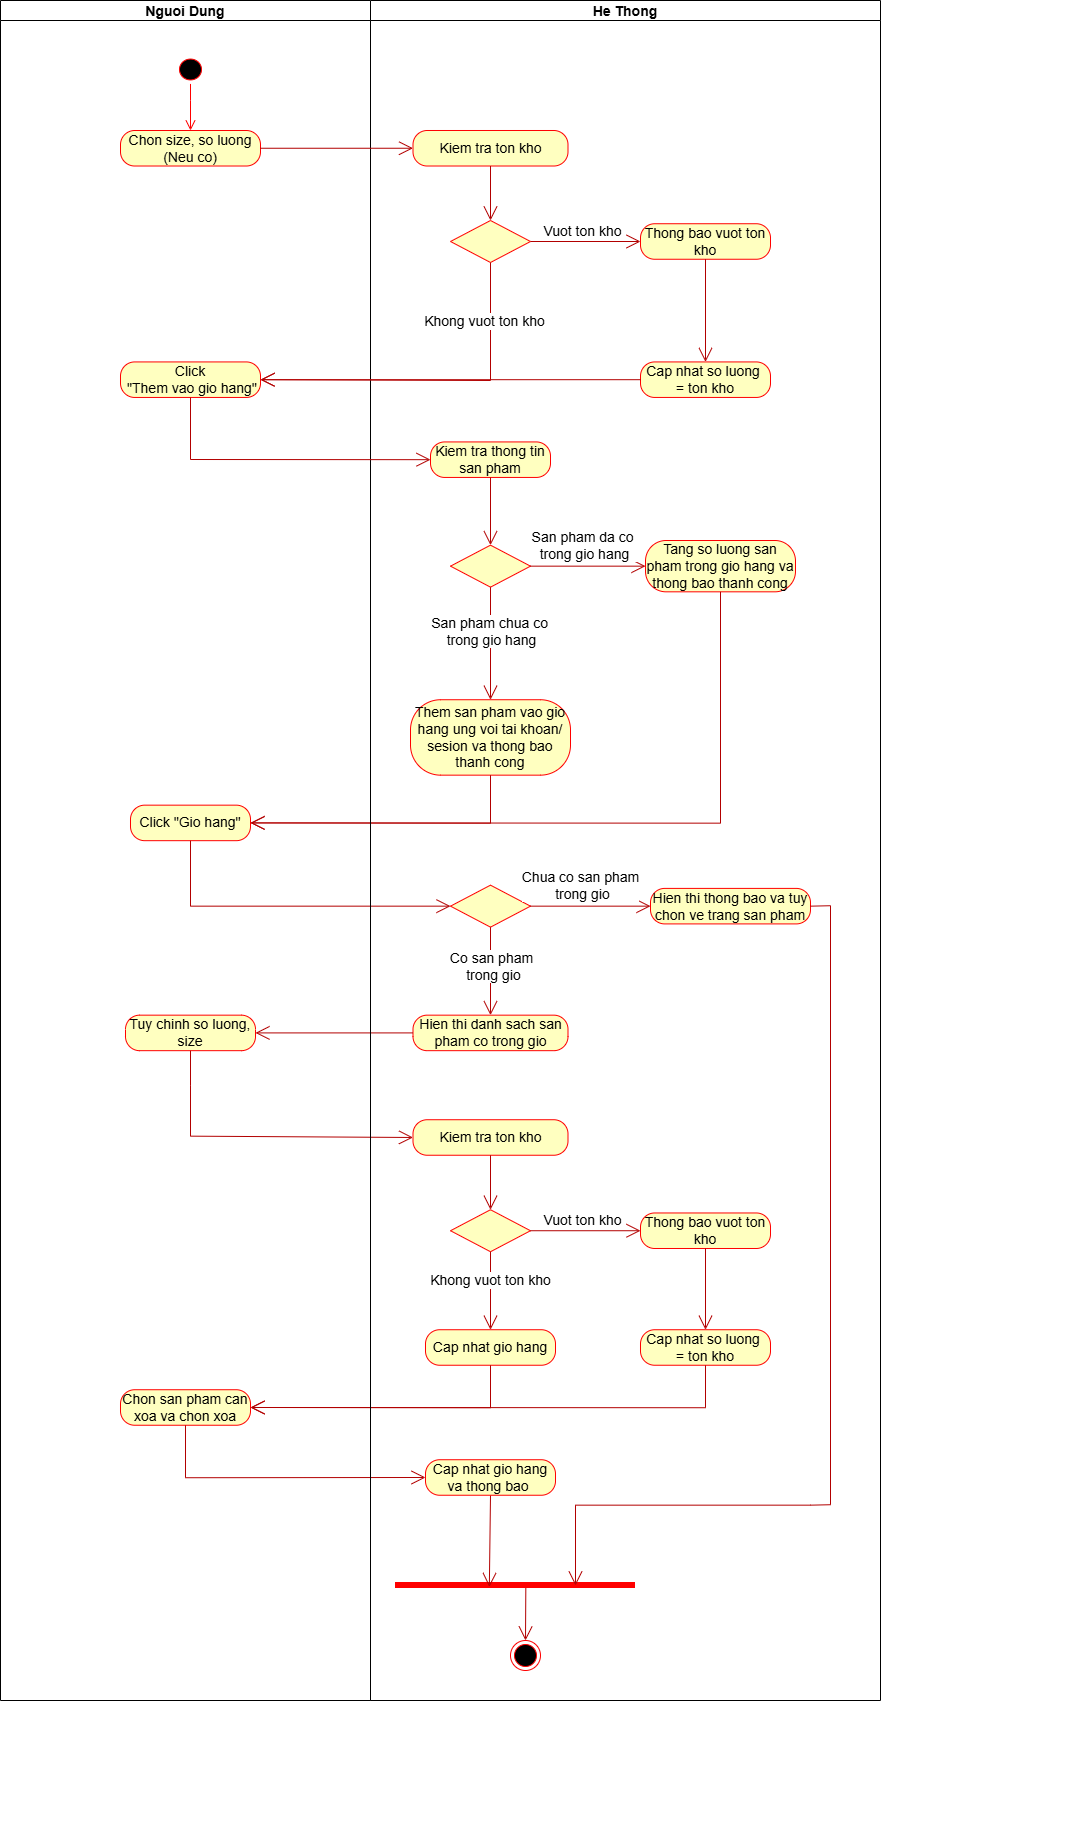 Nguoi Dung
He Thong
Chon size, so luong
(Neu co)
Kiem tra ton kho
Vuot ton kho
Thong bao vuot ton
kho
Khong vuot ton kho
Click
"Them vao gio hang"
Cap nhat so luong
= ton kho
Kiem tra thong tin
san pham
San pham da co
trong gio hang
Tang so luong san
pham trong gio hang va
thong bao thanh cong
San pham chua co
trong gio hang
Them san pham vao gio
hang ung voi tai khoan/
sesion va thong bao
thanh cong
Click "Gio hang"
Chua co san pham
trong gio
Hien thi thong bao va tuy
chon ve trang san pham
Co san pham
trong gio
Tuy chinh so luong,
size
Hien thi danh sach san
pham co trong gio
Kiem tra ton kho
Vuot ton kho
Thong bao vuot ton
kho
Khong vuot ton kho
Cap nhat gio hang
Cap nhat so luong
= ton kho
Chon san pham can
xoa va chon xoa
Cap nhat gio hang
va thong bao